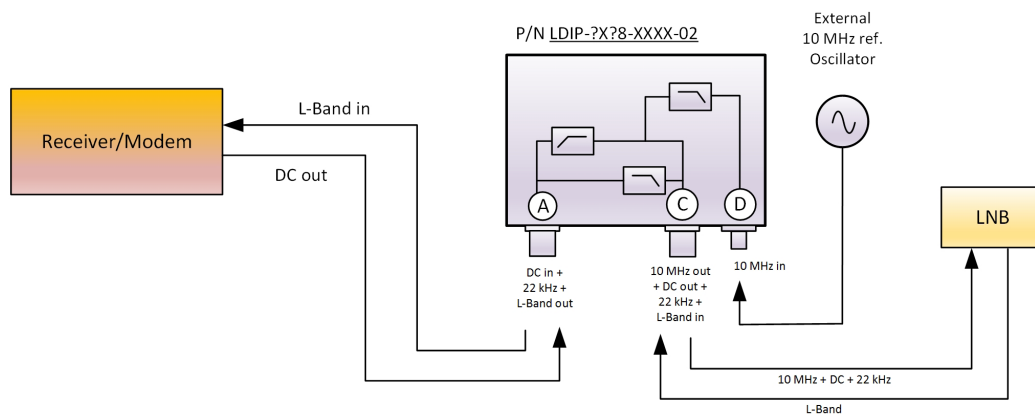 P/N LDIP-?X?8-XXXX-02
External
10 MHz ref.
Oscillator
Receiver/Modem
L-Band in
DC out
A
C
D
DC in +
22 kHz +
L-Band out
10 MHz out
+ DC out +
22 kHz +
L-Band in
10 MHz in
LNB
10 MHz + DC + 22 kHz
L-Band